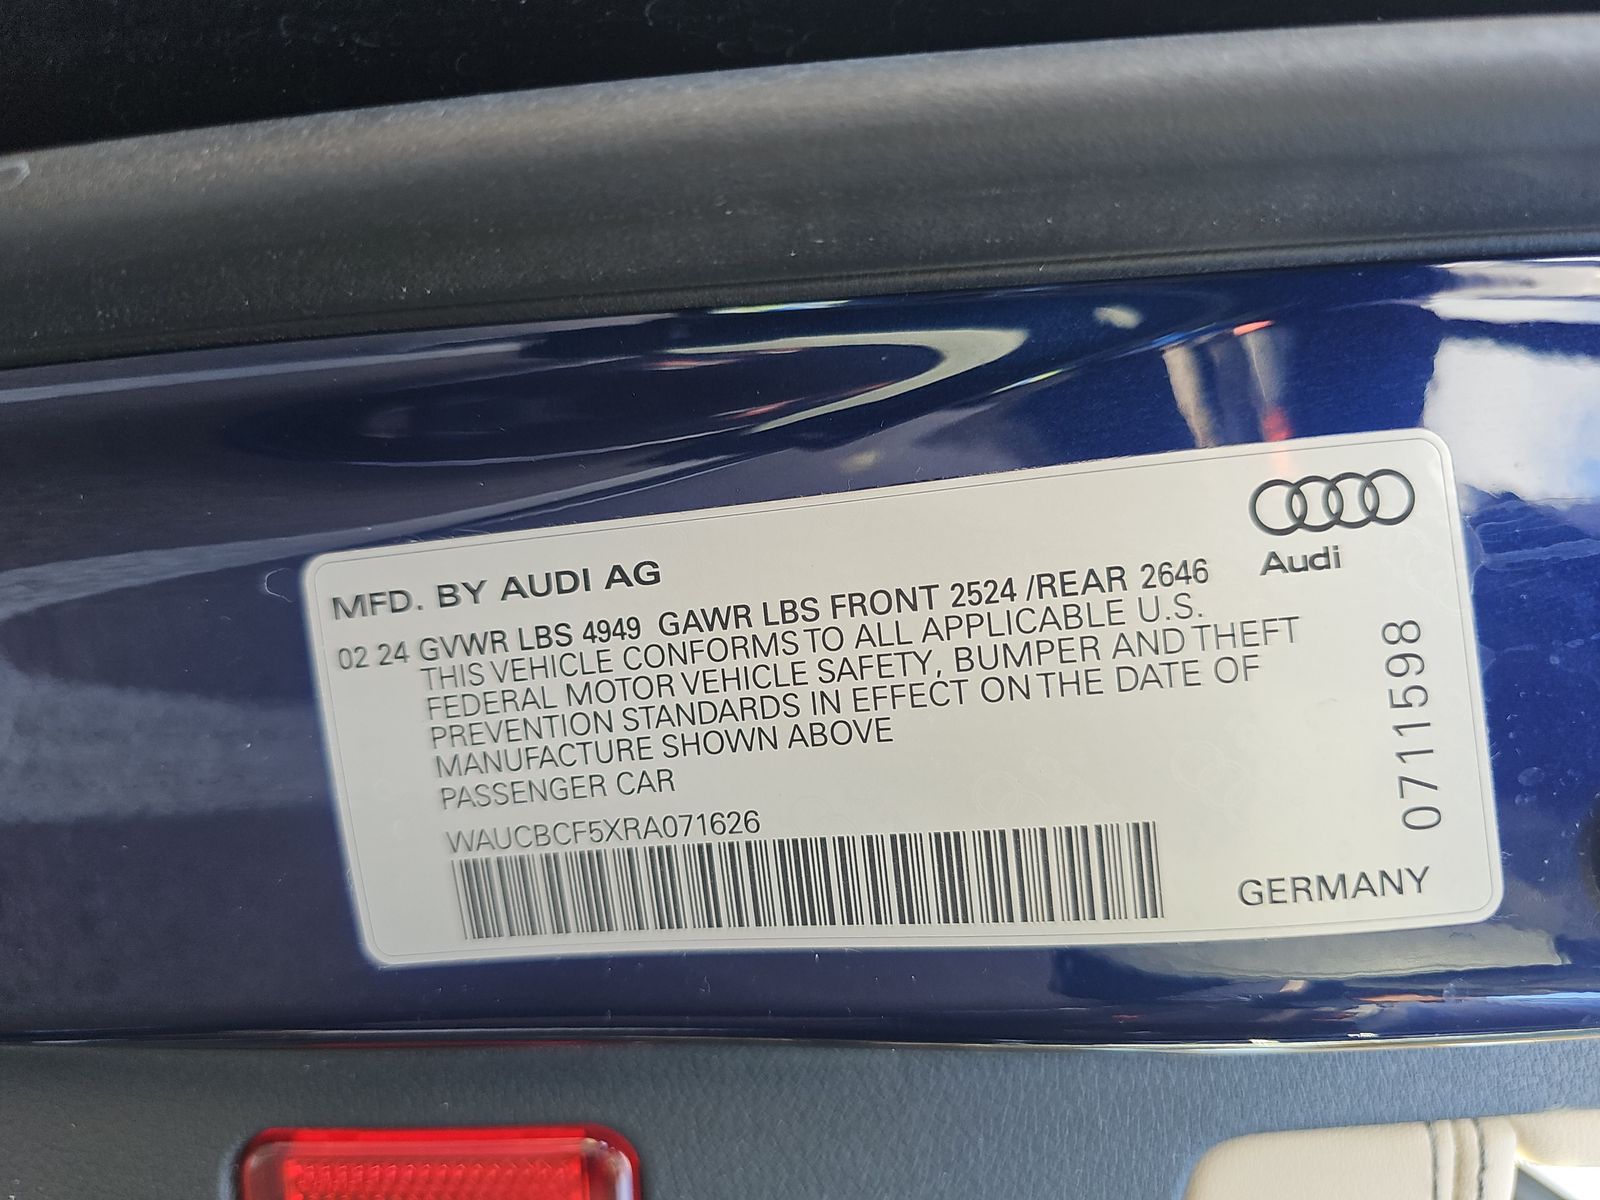 Audi
MFD. BY AUDI AG
02 24 GVWR LBS 4949 GAWR LBS FRONT 2524 /REAR 2646
THIS VEHICLE CONFORMS TO ALL APPLICABLE U.S.
FEDERAL MOTOR VEHICLE SAFETY, BUMPER AND THEFT
PREVENTION STANDARDS IN EFFECT ON THE DATE OF
MANUFACTURE SHOWN ABOVE
PASSENGER CAR
WAUCBCF5XRA071626
GERMANY
0711598